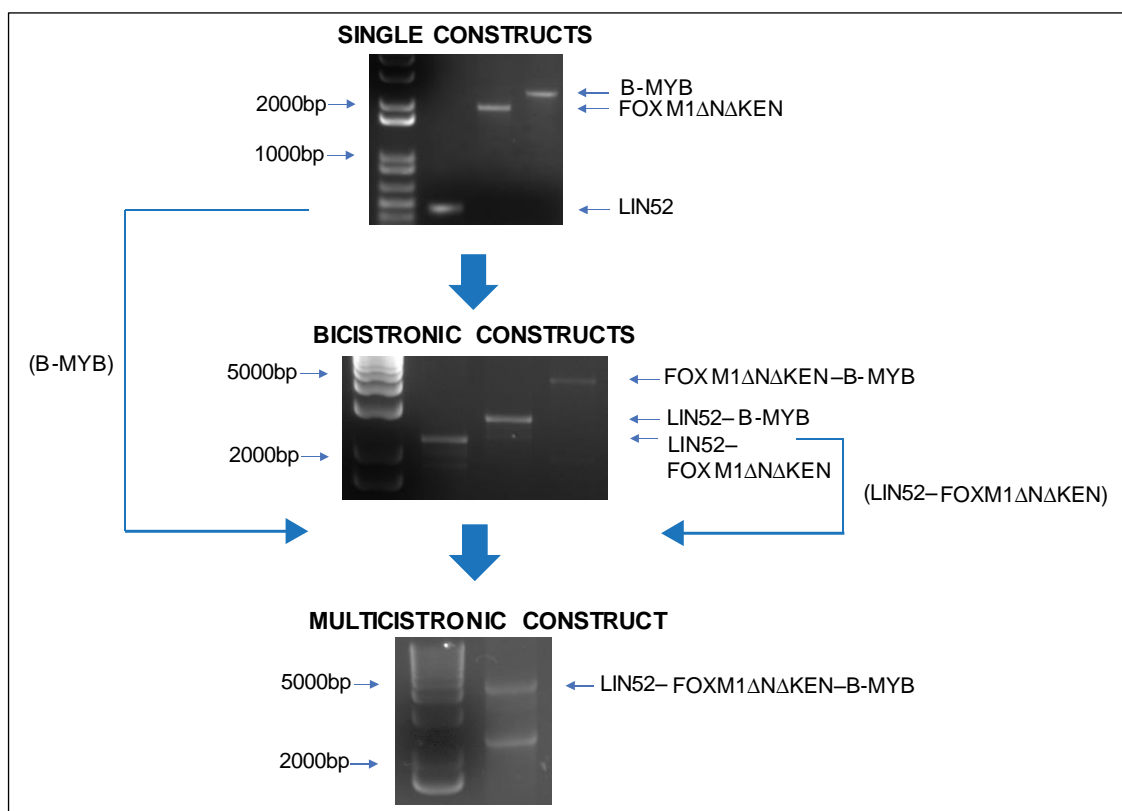 SINGLE CONSTRUCTS
B-MYB
2000bp
FOXM1ΔNΔKEN
1000bp
LIN52
BICISTRONIC CONSTRUCTS
(B-MYB)
5000bp
FOXM1ΔNΔKEN–B-MYB
LIN52–B-MYB
LIN52–
2000bp
FOXM1ΔNΔKEN
(LIN52–FOXM1ΔNΔKEN)
MULTICISTRONIC CONSTRUCT
5000bp
LIN52–FOXM1ΔNΔKEN–B-MYB
2000bp